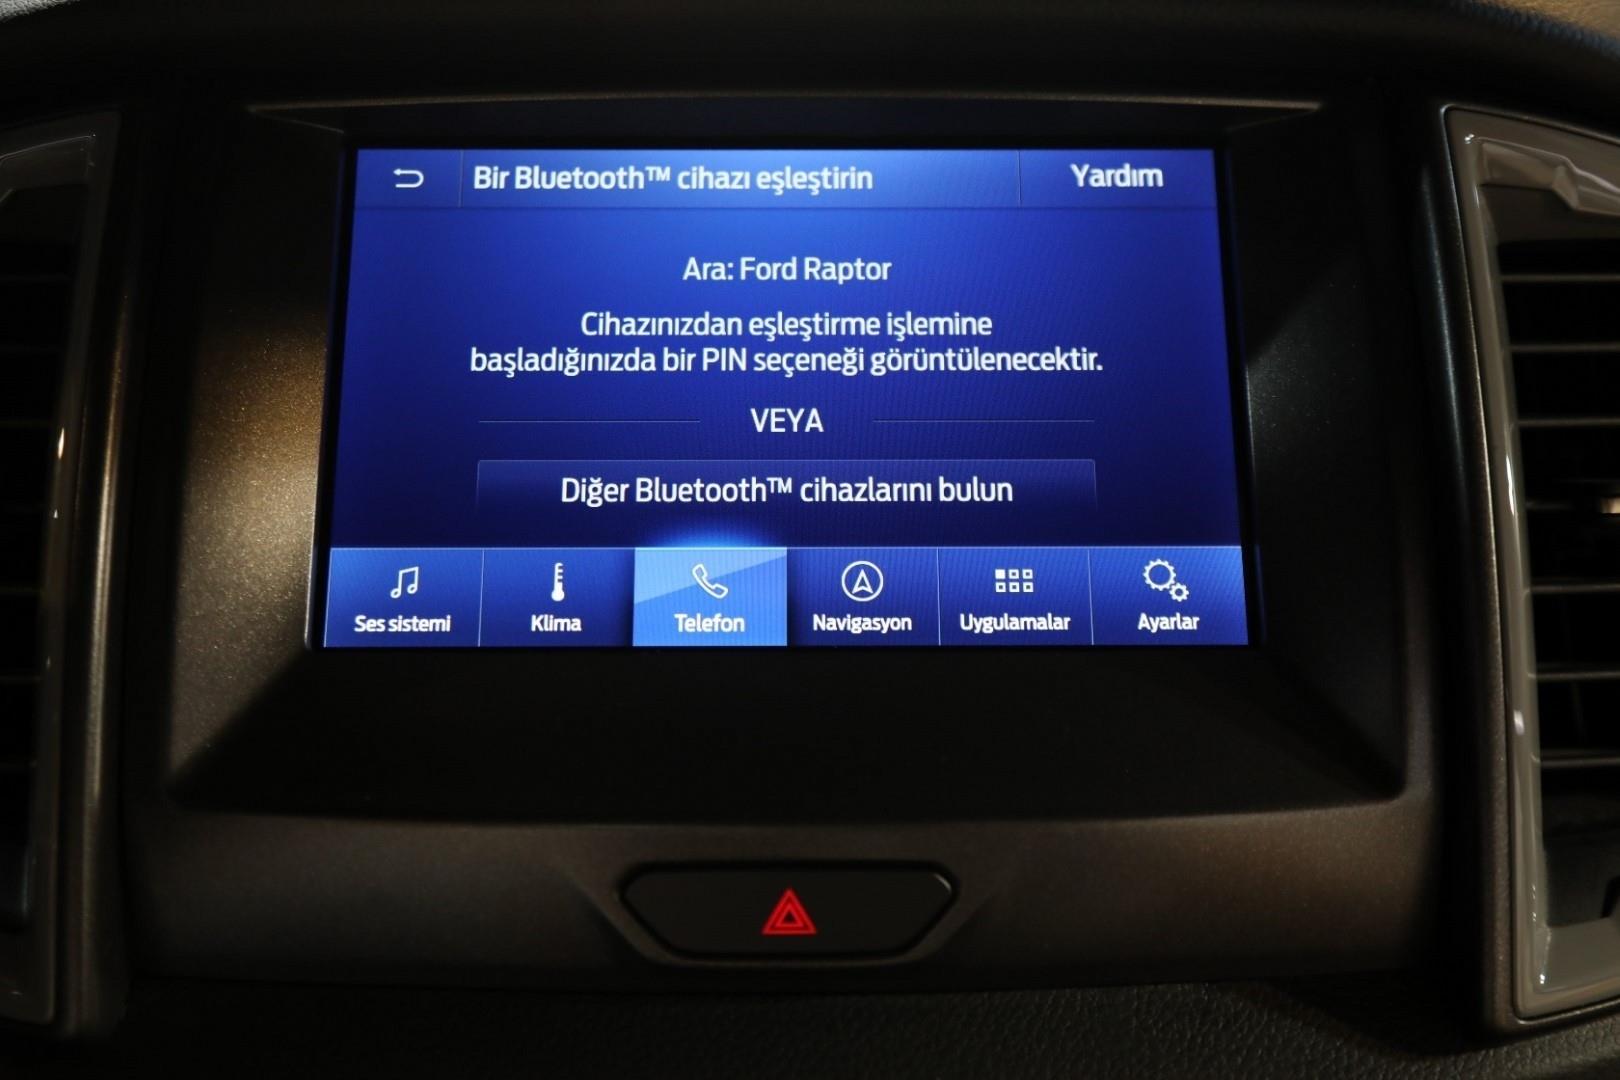 Bir Bluetooth™ cihazı eşleştirin
Yardım
Ara: Ford Raptor
Cihazınızdan eşleştirme işlemine
başladığınızda bir PIN seçeneği görüntülenecektir.
VEYA
Diğer Bluetooth™ cihazlarını bulun
Ses sistemi
Klima
Telefon
Navigasyon
Uygulamalar
Ayarlar